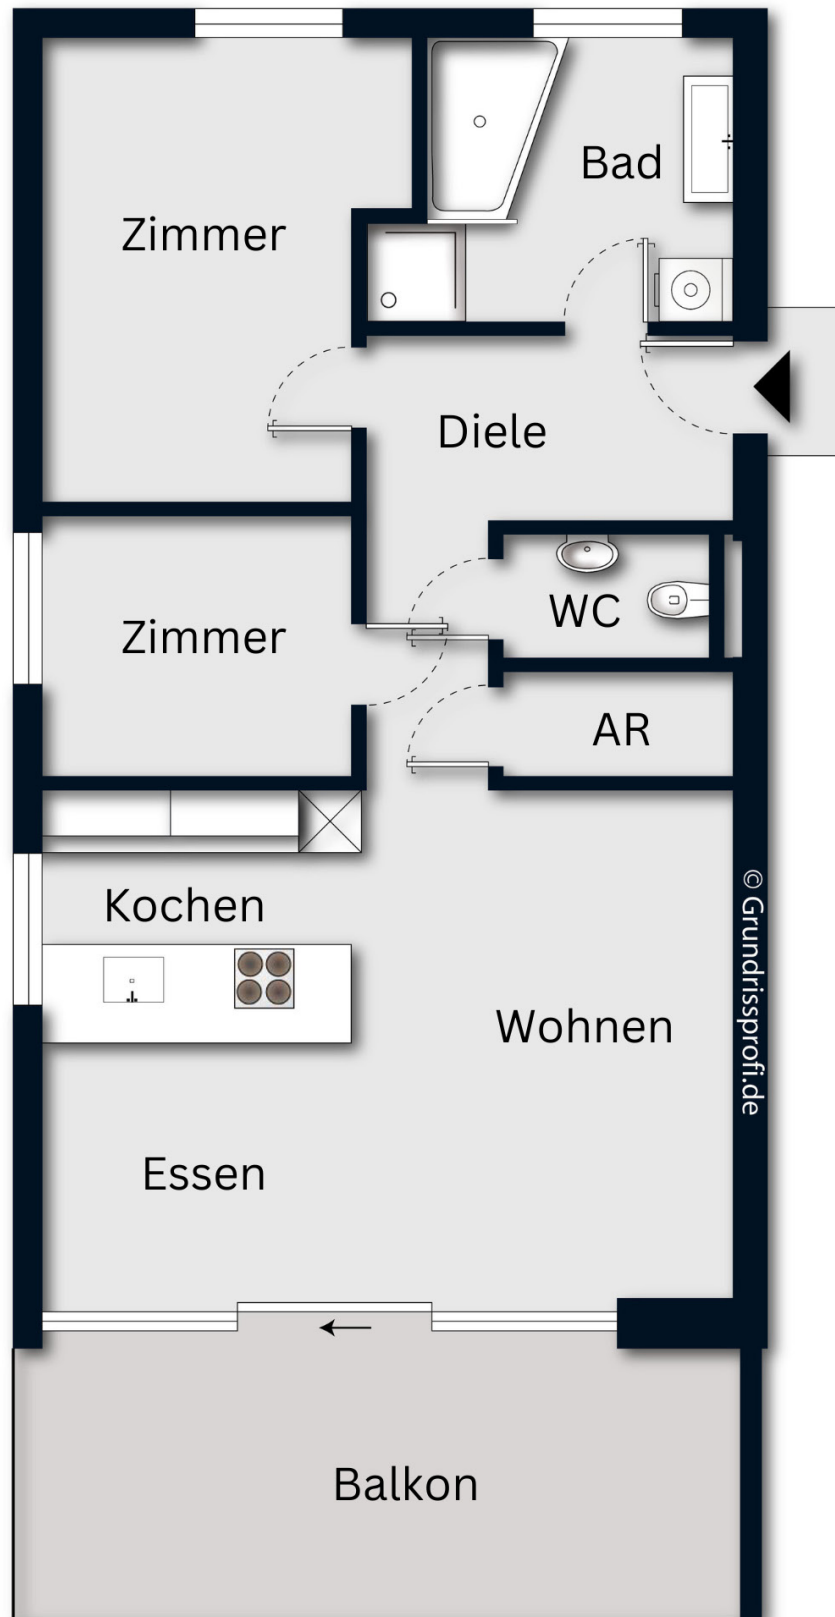 Bad
Zimmer
Diele
WC
Zimmer
AR
Kochen
© Grundrissprofi.de
Wohnen
Essen
Balkon